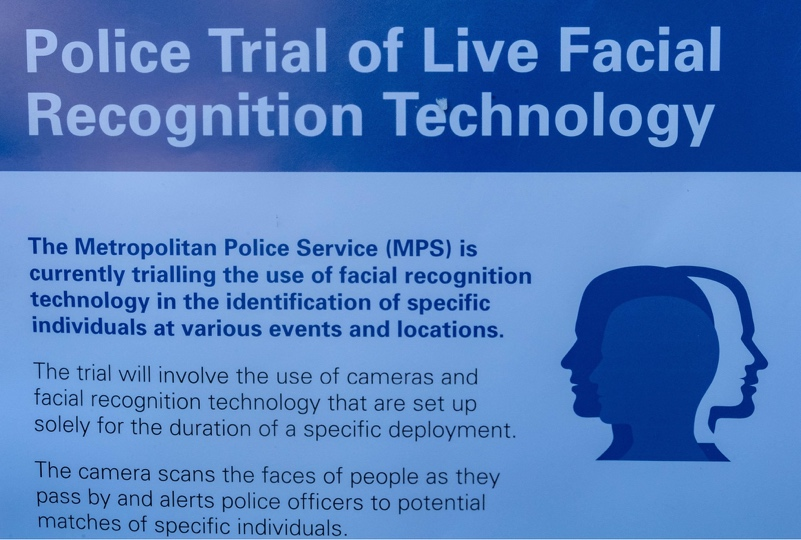 Police Trial of Live Facial
Recognition Technology
The Metropolitan Police Service (MPS) is
currently trialling the use of facial recognition
technology in the identification of specific
individuals at various events and locations.
The trial will involve the use of cameras and
facial recognition technology that are set up
solely for the duration of a specific deployment.
The camera scans the faces of people as they
pass by and alerts police officers to potential
matches of specific individuals.